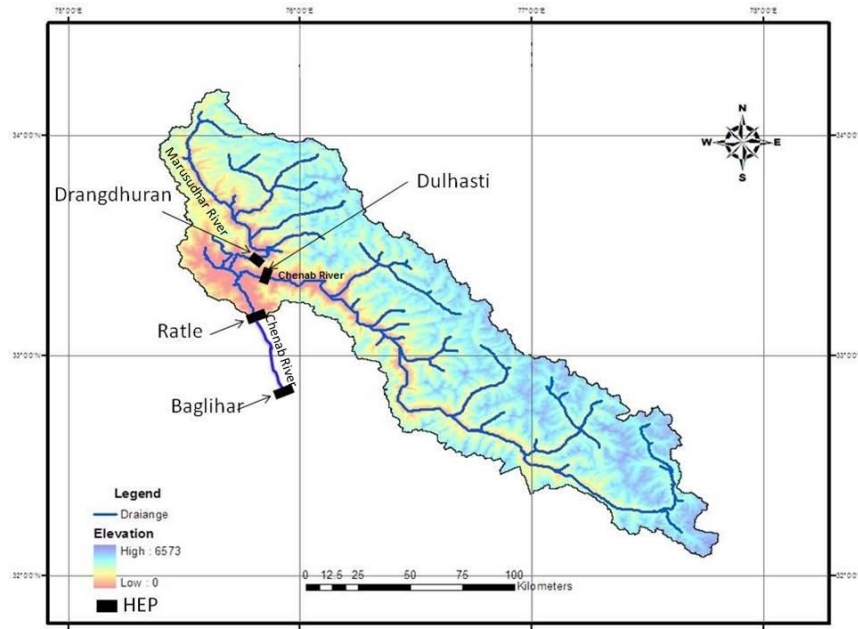 75°0'0"E 76°0'0"E 77°0'0"E 78°0'0"E
N
W E
S
34°0'0"N
Marusudhar River
Drangdhuran
Dulhasti
Chenab River
Ratle
Chenab River
33°0'0"N
Baglihar
Legend
Draiange
Elevation
High : 6573
Low : 0
HEP
0 12.5 25 50 75 100
Kilometers
32°0'0"N